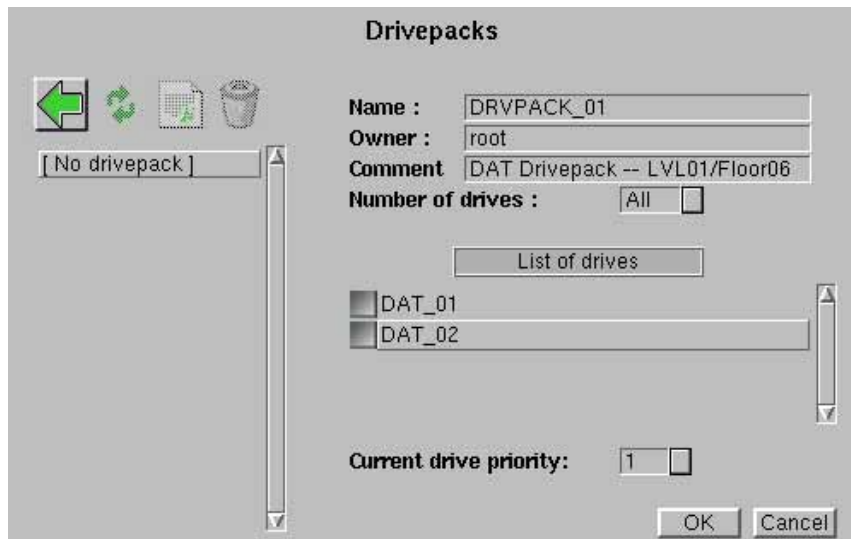 Drivepacks
[ No drivepack ]
Name : DRVPACK_01
Owner : root
Comment DAT Drivepack -- LVL01/Floor06
Number of drives : All
List of drives
DAT_01
DAT_02
Current drive priority: 1
OK Cancel